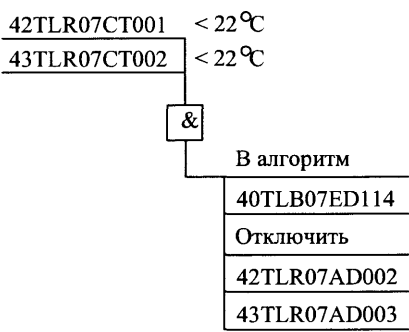 42TLR07CT001 < 22°C
43TLR07CT002 < 22°C
&
В алгоритм
40TLB07ED114
Отключить
42TLR07AD002
43TLR07AD003